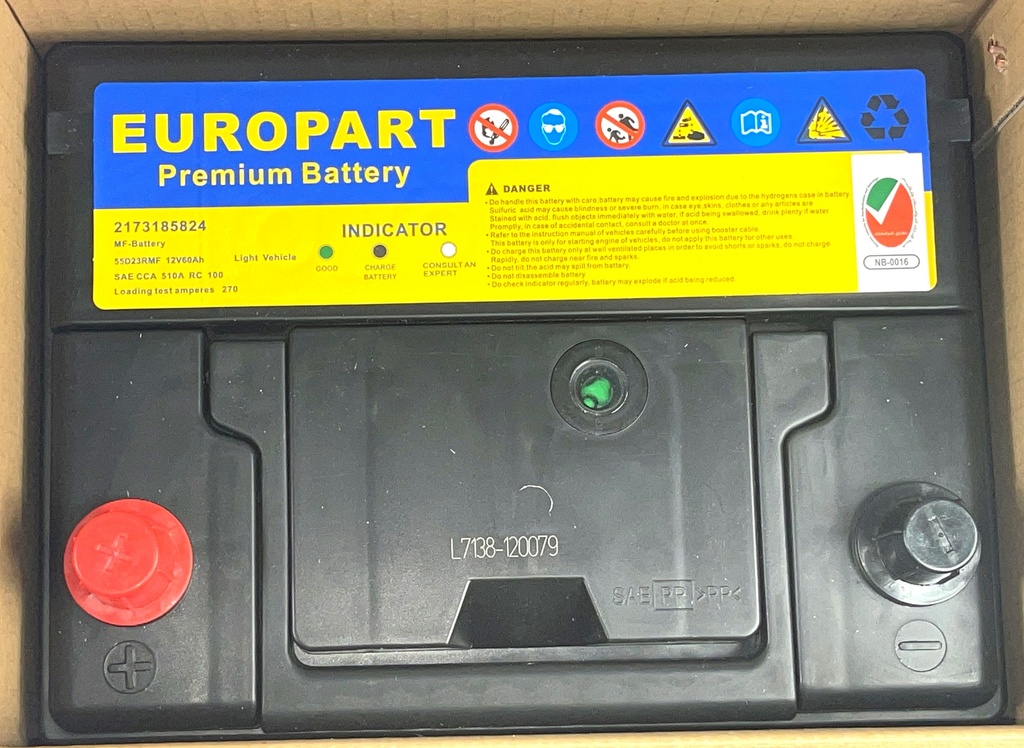 EUROPART
Premium Battery
2173185824
MF-Battery
55D23RMF 12V60Ah
Light Vehicle
SAE CCA 510A RC 100
Loading test amperes 270
INDICATOR
GOOD
CHARGE
BATTERY
CONSULT AN
EXPERT
DANGER
• Do handle this battery with care,battery may cause fire and explosion due to the hydrogens case in battery.
Sulfuric acid may cause blindness or severe burn, in case eye,skins, clothes or any articles are
Stained with acid, flush objects immediately with water, if acid being swallowed, drink plenty if water
Promptly, in case of accidental contact, consult a doctor at once.
• Refer to the instruction manual of vehicles carefully before using booster cable.
This battery is only for starting engine of vehicles, do not apply this battery for other uses.
• Do charge this battery only at well ventilated places in order to avoid shorts or sparks, do not charge
Rapidly, do not charge near fire and sparks.
• Do not tilt the acid may spill from battery.
• Do not disassemble battery
• Do check indicator regularly, battery may explode if acid being reduced.
NB-0016
L7138-120079
SAE PP >PP<